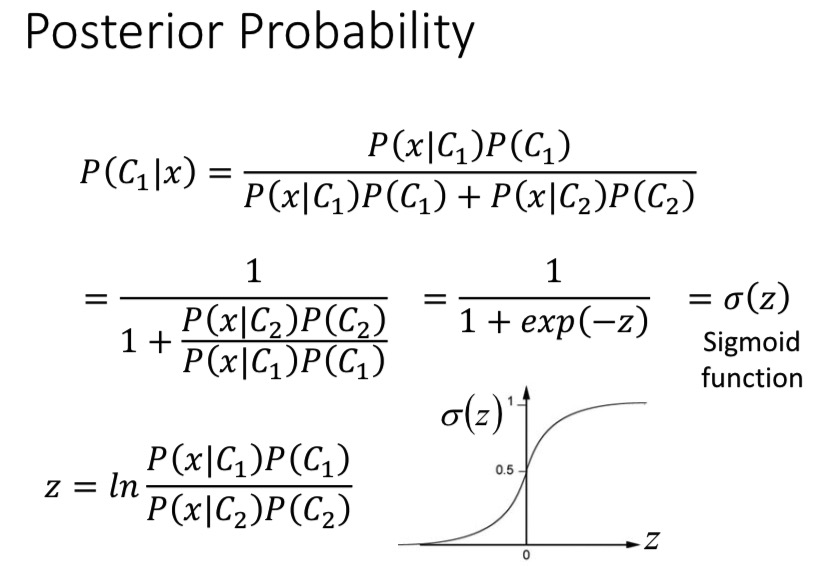 Posterior Probability
P(C₁|x) = P(x|C₁)P(C₁) / P(x|C₁)P(C₁) + P(x|C₂)P(C₂)
= 1 / 1 + P(x|C₂)P(C₂) / P(x|C₁)P(C₁) = 1 / 1 + exp(−z) = σ(z)
Sigmoid
function
z = ln P(x|C₁)P(C₁) / P(x|C₂)P(C₂)
σ(z)
1
0.5
0
z